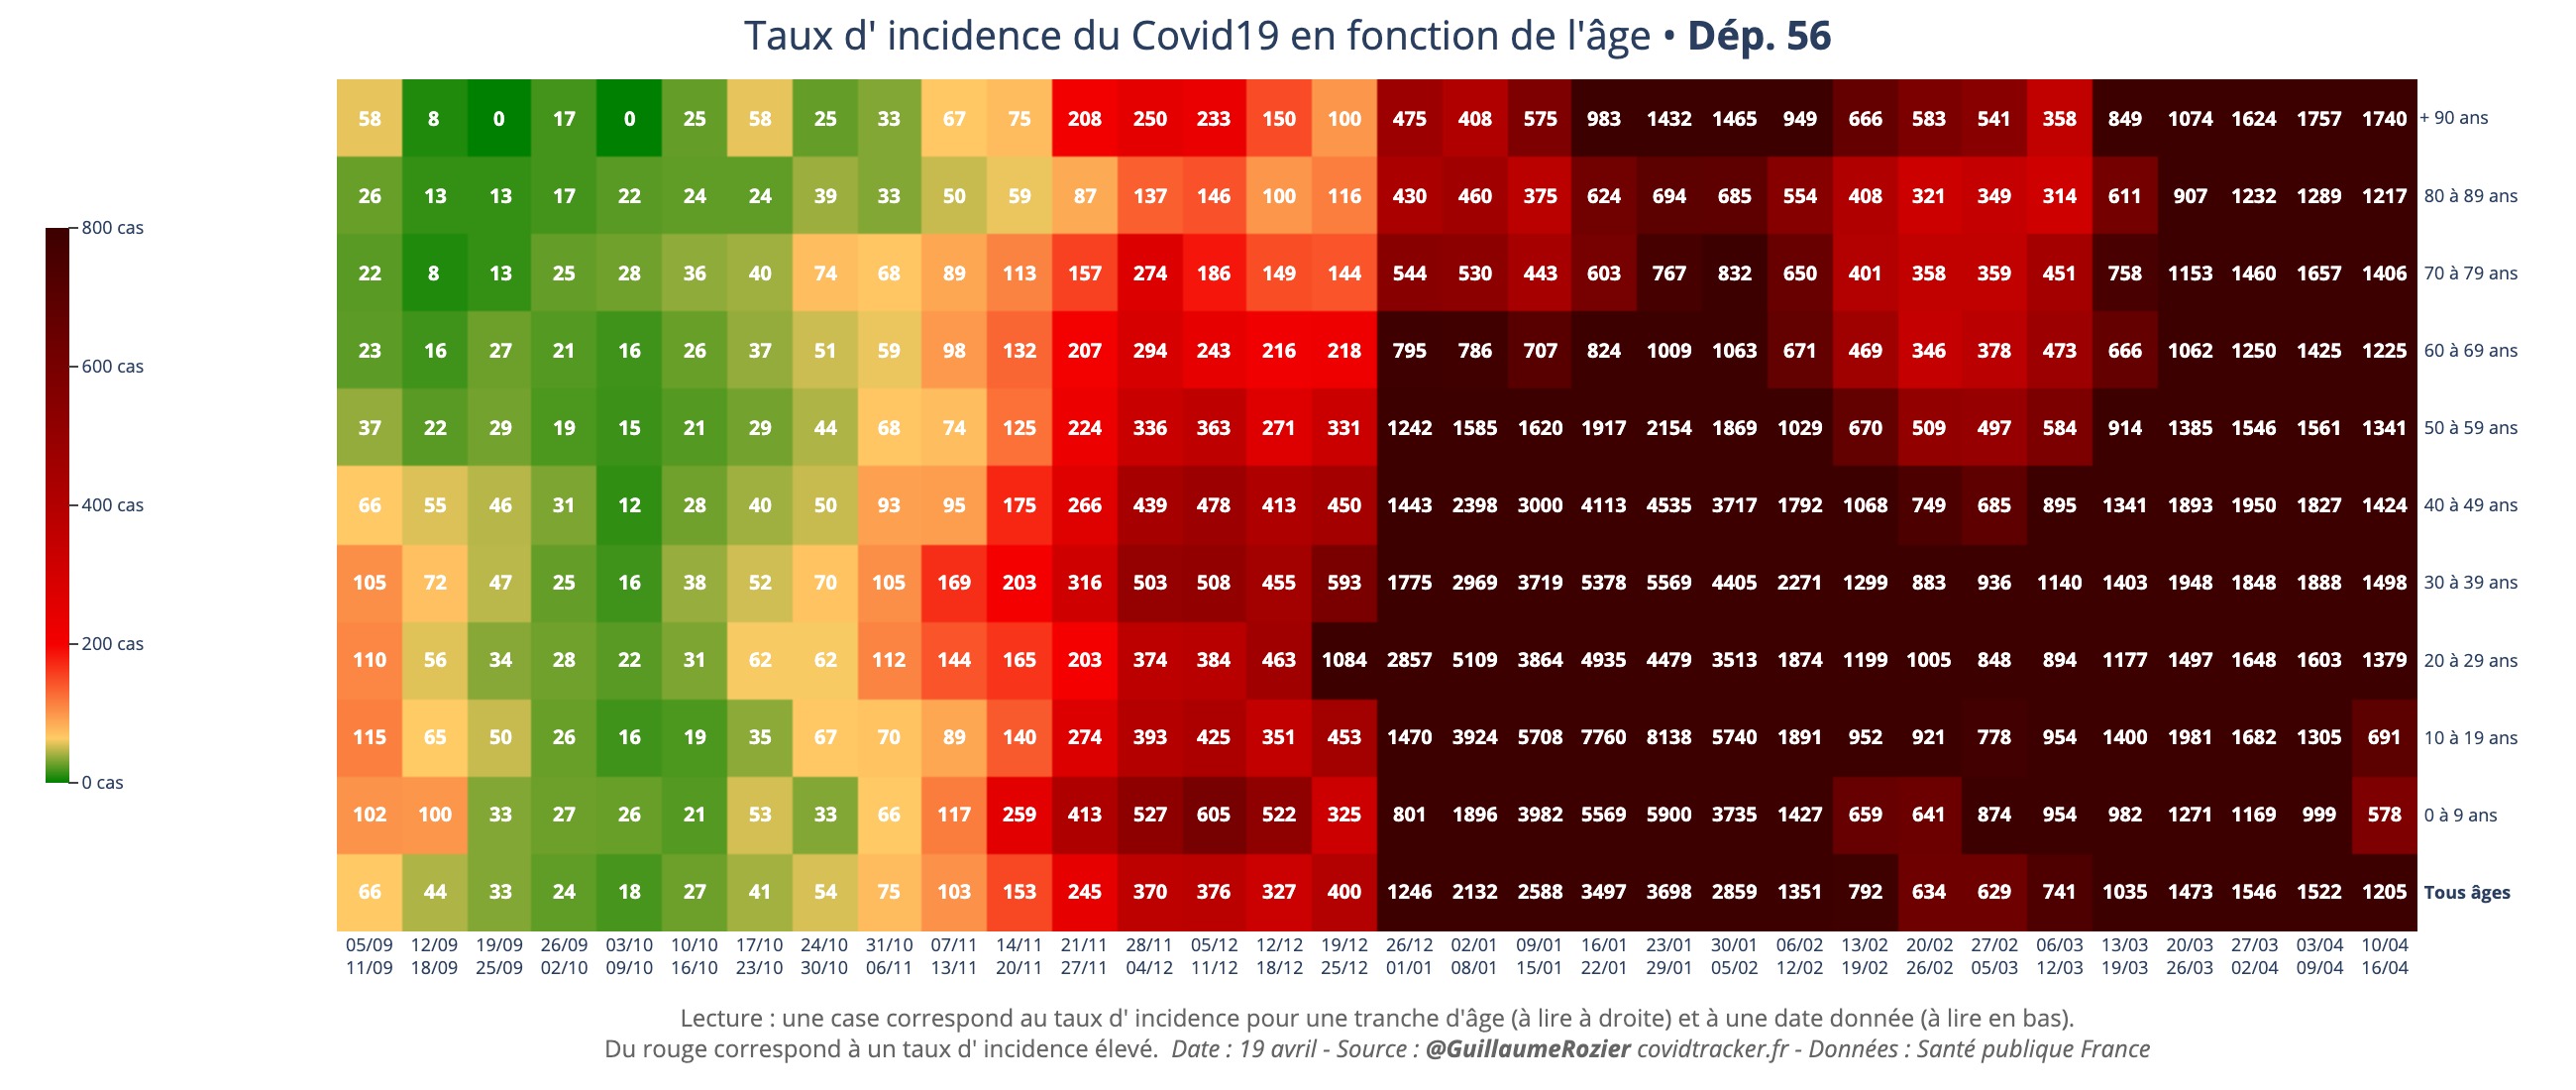 Taux d' incidence du Covid19 en fonction de l'âge • Dép. 56
800 cas
600 cas
400 cas
200 cas
0 cas
58 8 0 17 0 25 58 25 33 67 75 208 250 233 150 100 475 408 575 983 1432 1465 949 666 583 541 358 849 1074 1624 1757 1740 + 90 ans
26 13 13 17 22 24 24 39 33 50 59 87 137 146 100 116 430 460 375 624 694 685 554 408 321 349 314 611 907 1232 1289 1217 80 à 89 ans
22 8 13 25 28 36 40 74 68 89 113 157 274 186 149 144 544 530 443 603 767 832 650 401 358 359 451 758 1153 1460 1657 1406 70 à 79 ans
23 16 27 21 16 26 37 51 59 98 132 207 294 243 216 218 795 786 707 824 1009 1063 671 469 346 378 473 666 1062 1250 1425 1225 60 à 69 ans
37 22 29 19 15 21 29 44 68 74 125 224 336 363 271 331 1242 1585 1620 1917 2154 1869 1029 670 509 497 584 914 1385 1546 1561 1341 50 à 59 ans
66 55 46 31 12 28 40 50 93 95 175 266 439 478 413 450 1443 2398 3000 4113 4535 3717 1792 1068 749 685 895 1341 1893 1950 1827 1424 40 à 49 ans
105 72 47 25 16 38 52 70 105 169 203 316 503 508 455 593 1775 2969 3719 5378 5569 4405 2271 1299 883 936 1140 1403 1948 1848 1888 1498 30 à 39 ans
110 56 34 28 22 31 62 62 112 144 165 203 374 384 463 1084 2857 5109 3864 4935 4479 3513 1874 1199 1005 848 894 1177 1497 1648 1603 1379 20 à 29 ans
115 65 50 26 16 19 35 67 70 89 140 274 393 425 351 453 1470 3924 5708 7760 8138 5740 1891 952 921 778 954 1400 1981 1682 1305 691 10 à 19 ans
102 100 33 27 26 21 53 33 66 117 259 413 527 605 522 325 801 1896 3982 5569 5900 3735 1427 659 641 874 954 982 1271 1169 999 578 0 à 9 ans
66 44 33 24 18 27 41 54 75 103 153 245 370 376 327 400 1246 2132 2588 3497 3698 2859 1351 792 634 629 741 1035 1473 1546 1522 1205 Tous âges
05/09 12/09 19/09 26/09 03/10 10/10 17/10 24/10 31/10 07/11 14/11 21/11 28/11 05/12 12/12 19/12 26/12 02/01 09/01 16/01 23/01 30/01 06/02 13/02 20/02 27/02 06/03 13/03 20/03 27/03 03/04 10/04
11/09 18/09 25/09 02/10 09/10 16/10 23/10 30/10 06/11 13/11 20/11 27/11 04/12 11/12 18/12 25/12 01/01 08/01 15/01 22/01 29/01 05/02 12/02 19/02 26/02 05/03 12/03 19/03 26/03 02/04 09/04 16/04
Lecture : une case correspond au taux d' incidence pour une tranche d'âge (à lire à droite) et à une date donnée (à lire en bas).
Du rouge correspond à un taux d' incidence élevé. Date : 19 avril - Source : @GuillaumeRozier covidtracker.fr - Données : Santé publique France